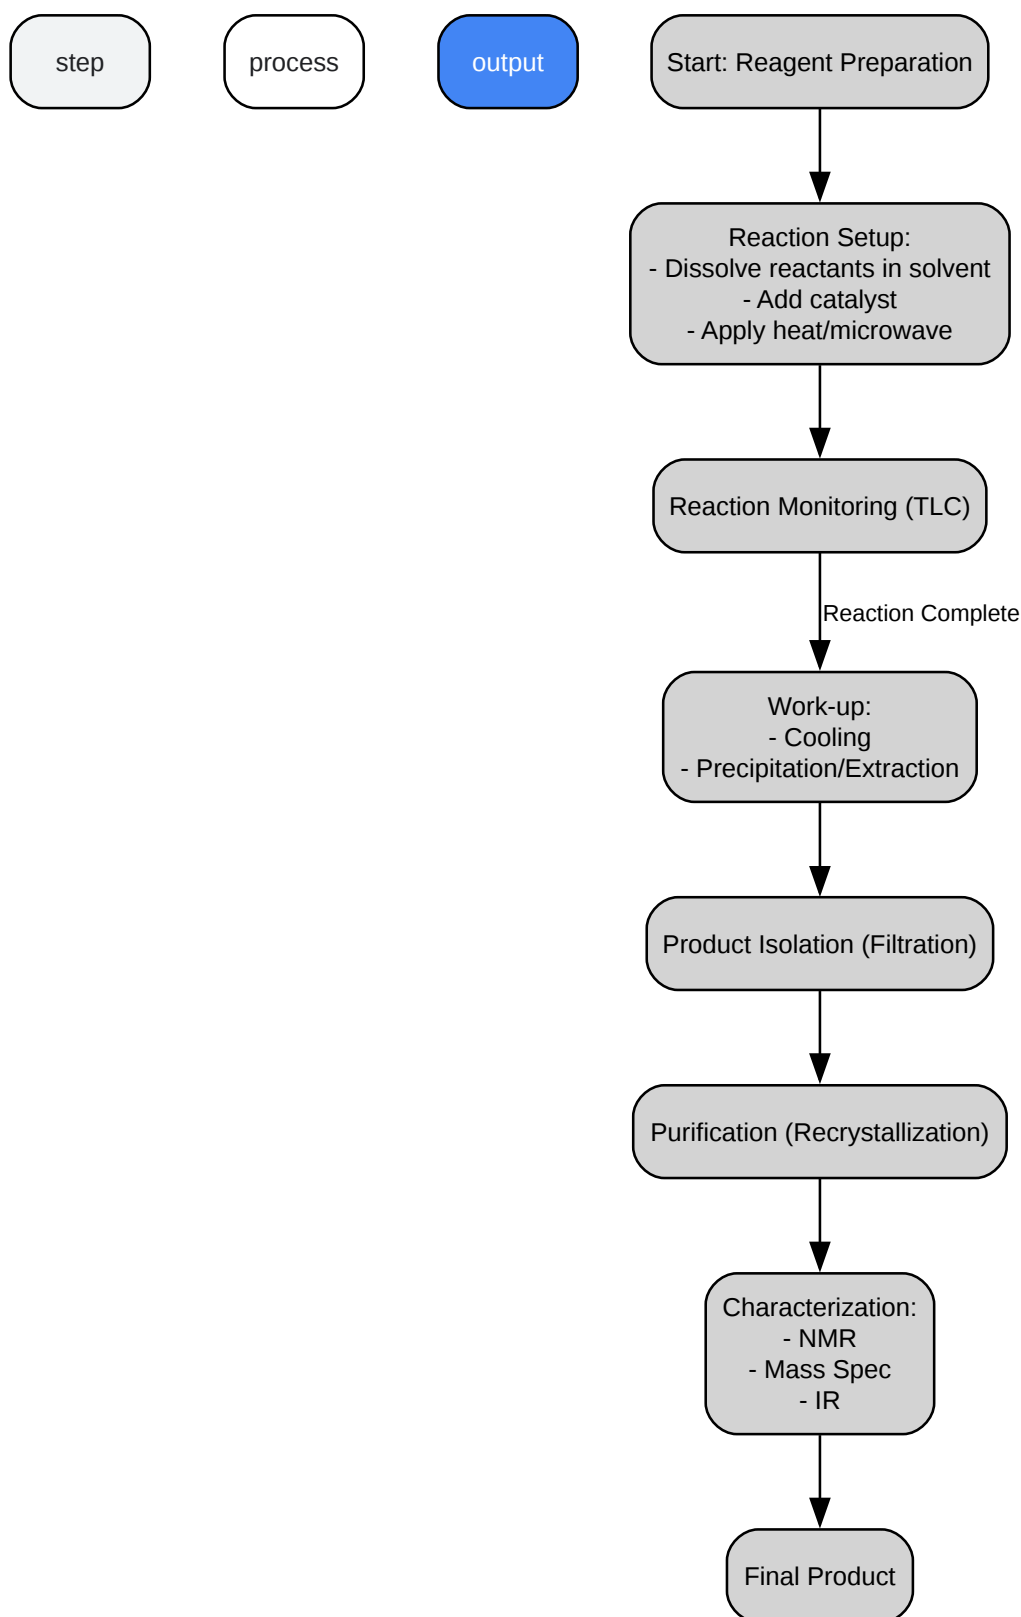 step
process
output
Start: Reagent Preparation
Reaction Setup:
- Dissolve reactants in solvent
- Add catalyst
- Apply heat/microwave
Reaction Monitoring (TLC)
Reaction Complete
Work-up:
- Cooling
- Precipitation/Extraction
Product Isolation (Filtration)
Purification (Recrystallization)
Characterization:
- NMR
- Mass Spec
- IR
Final Product